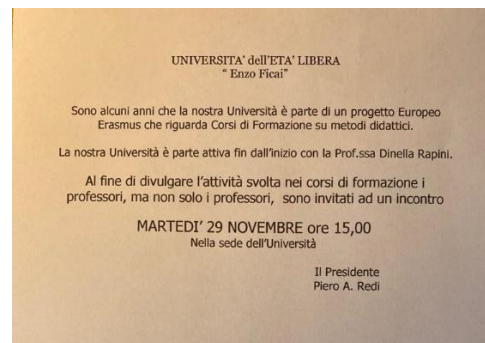 UNIVERSITA' dell'ETA' LIBERA
" Enzo Ficai"
Sono alcuni anni che la nostra Università è parte di un progetto Europeo
Erasmus che riguarda Corsi di Formazione su metodi didattici.
La nostra Università è parte attiva fin dall'inizio con la Prof.ssa Dinella Rapini.
Al fine di divulgare l'attività svolta nei corsi di formazione i
professori, ma non solo i professori, sono invitati ad un incontro
MARTEDI' 29 NOVEMBRE ore 15,00
Nella sede dell'Università
Il Presidente
Piero A. Redi